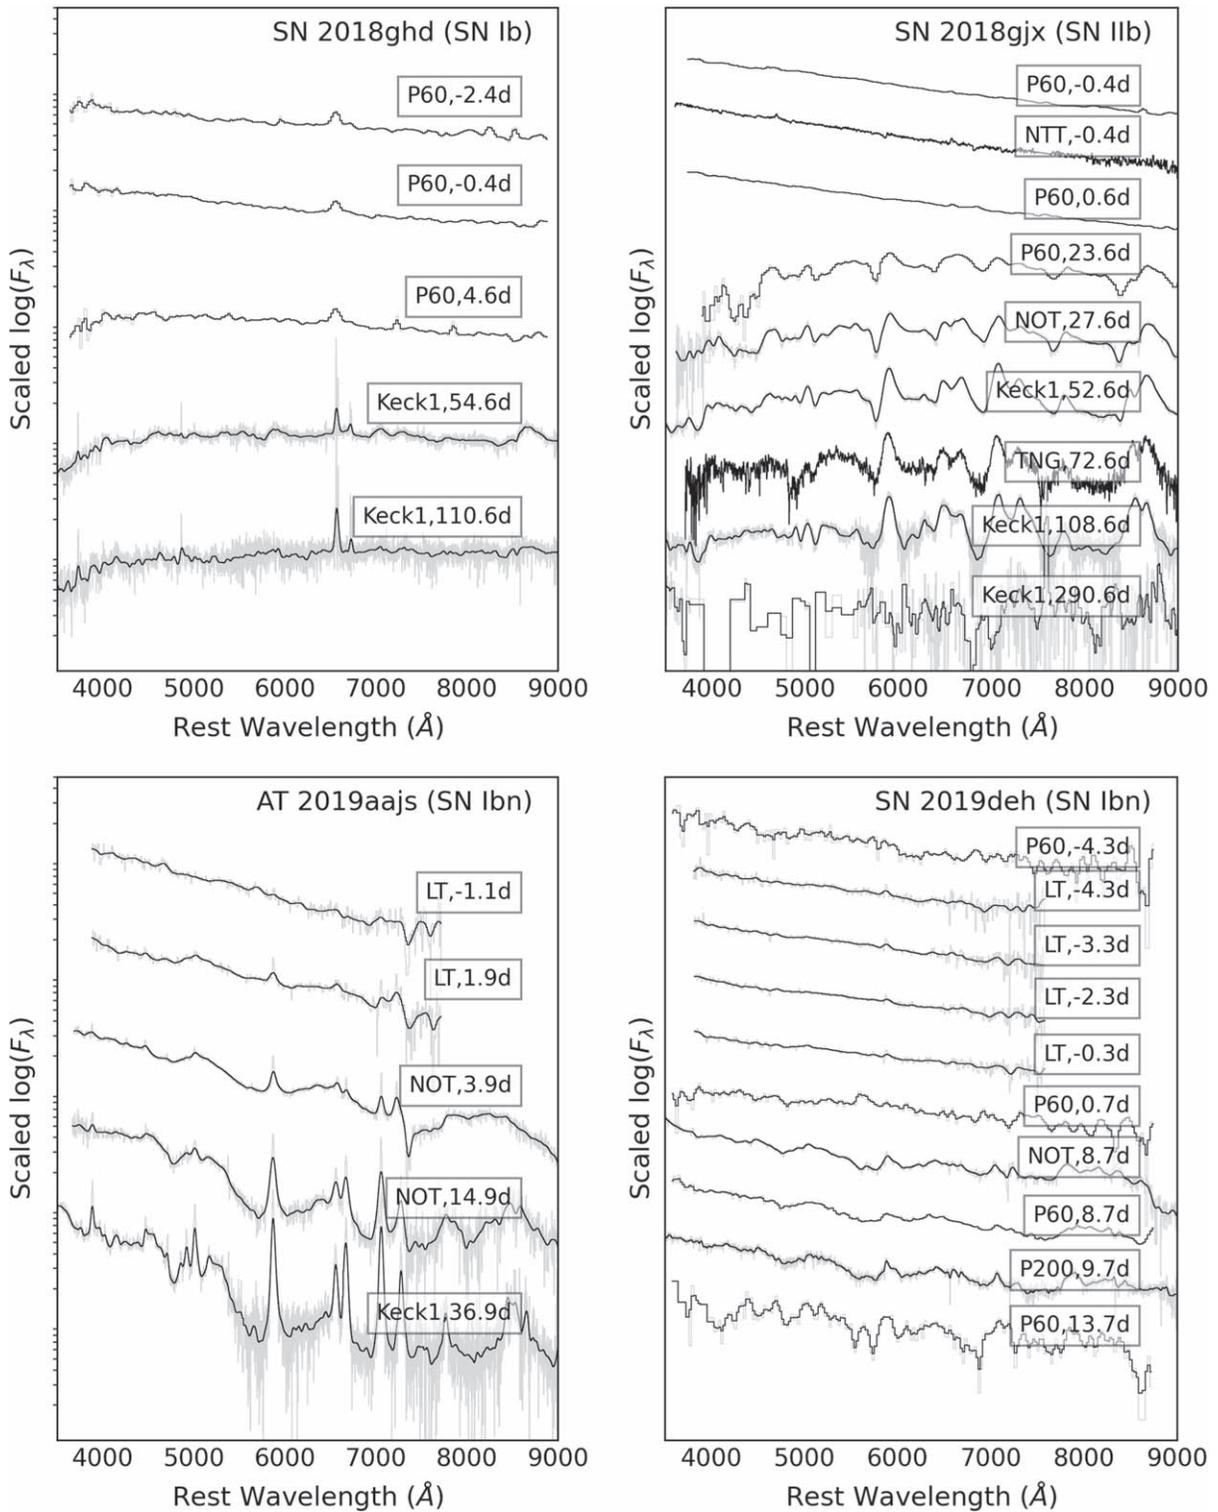 SN 2018ghd (SN Ib)
P60,-2.4d
P60,-0.4d
P60,4.6d
Keck1,54.6d
Keck1,110.6d
Scaled log(Fλ)
4000 5000 6000 7000 8000 9000
Rest Wavelength (Å)
SN 2018gjx (SN IIb)
P60,-0.4d
NTT,-0.4d
P60,0.6d
P60,23.6d
NOT,27.6d
Keck1,52.6d
TNG,72.6d
Keck1,108.6d
Keck1,290.6d
Scaled log(Fλ)
4000 5000 6000 7000 8000 9000
Rest Wavelength (Å)
AT 2019aajs (SN Ibn)
LT,-1.1d
LT,1.9d
NOT,3.9d
NOT,14.9d
Keck1,36.9d
Scaled log(Fλ)
4000 5000 6000 7000 8000 9000
Rest Wavelength (Å)
SN 2019deh (SN Ibn)
P60,-4.3d
LT,-4.3d
LT,-3.3d
LT,-2.3d
LT,-0.3d
P60,0.7d
NOT,8.7d
P60,8.7d
P200,9.7d
P60,13.7d
Scaled log(Fλ)
4000 5000 6000 7000 8000 9000
Rest Wavelength (Å)